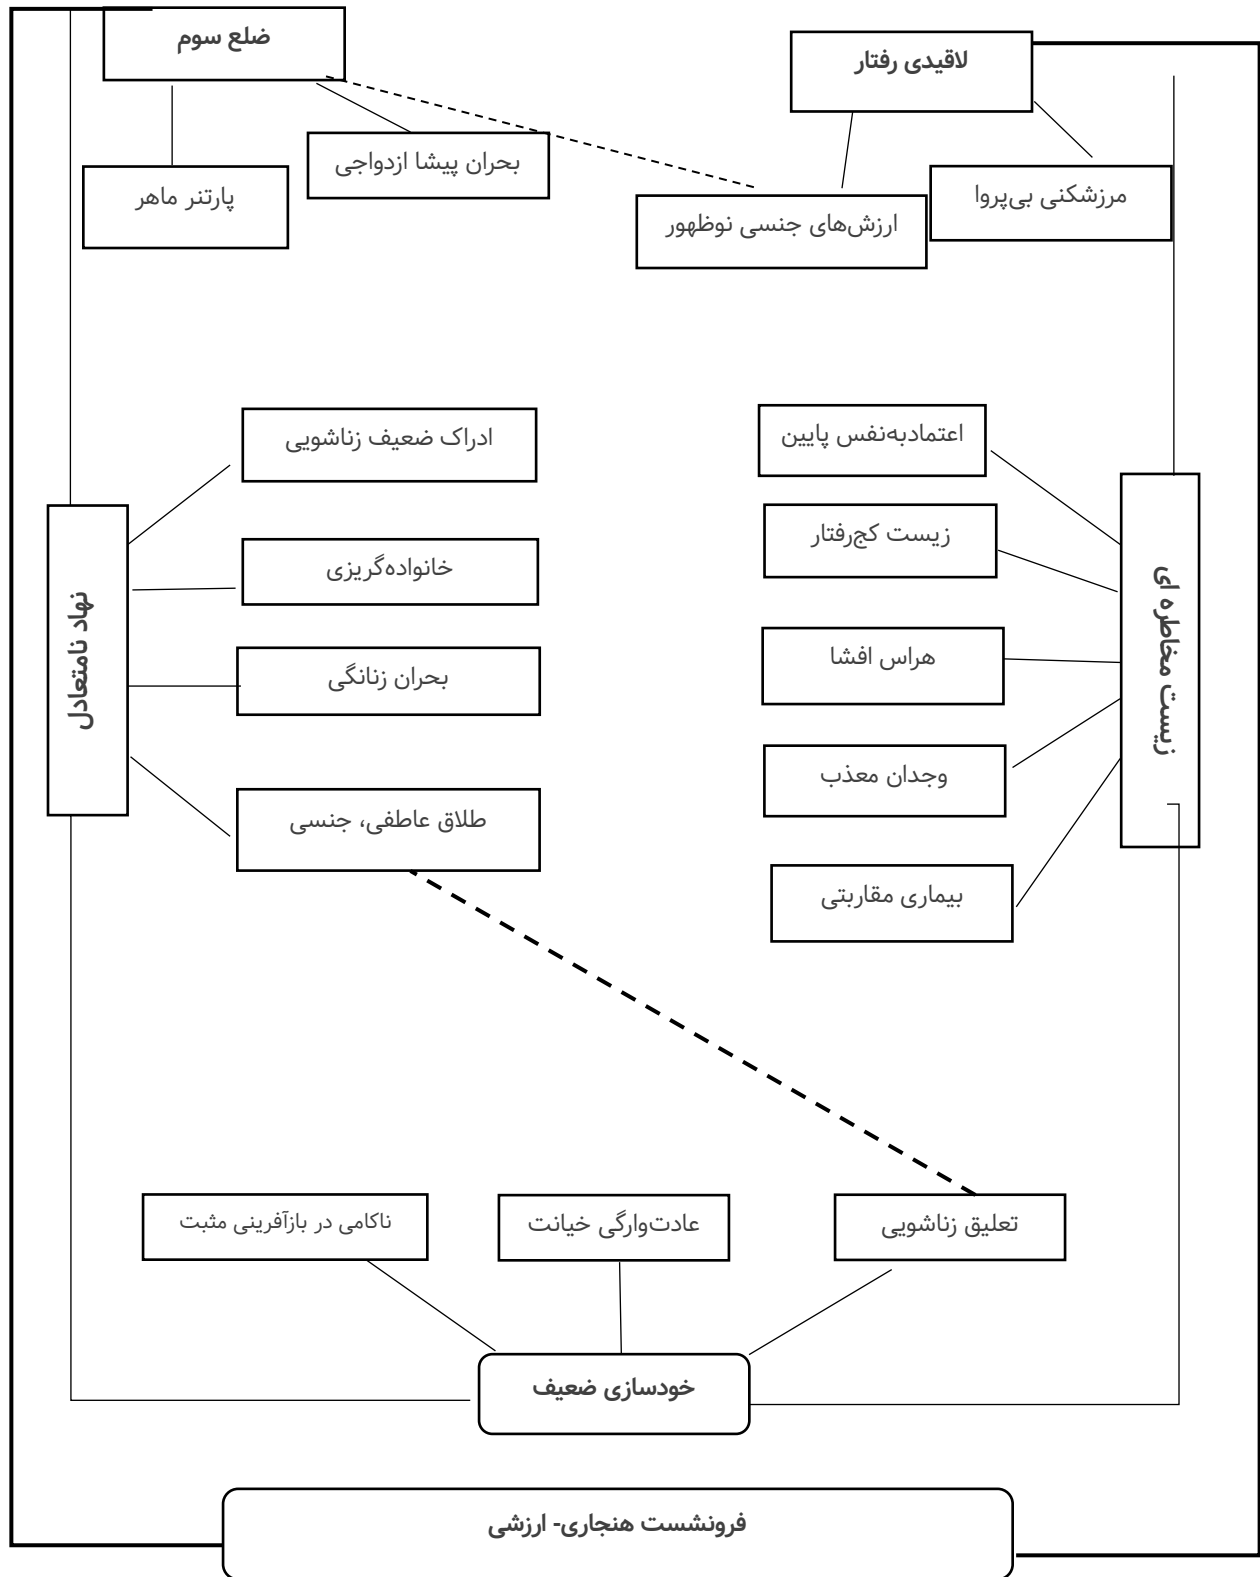 ضلع سوم
لاقیدی رفتار
بحران پیشا ازدواجی
پارتنر ماهر
مرزشکنی بی‌پروا
ارزش‌های جنسی نوظهور
اعتمادبه‌نفس پایین
ادراک ضعیف زناشویی
زیست کج‌رفتار
خانواده‌گریزی
هراس افشا
بحران زنانگی
وجدان معذب
طلاق عاطفی، جنسی
بیماری مقاربتی
زیست مخاطره ای
نهاد نامتعادل
تعلیق زناشویی
عادت‌وارگی خیانت
ناکامی در بازآفرینی مثبت
خودسازی ضعیف
فرونشست هنجاری- ارزشی